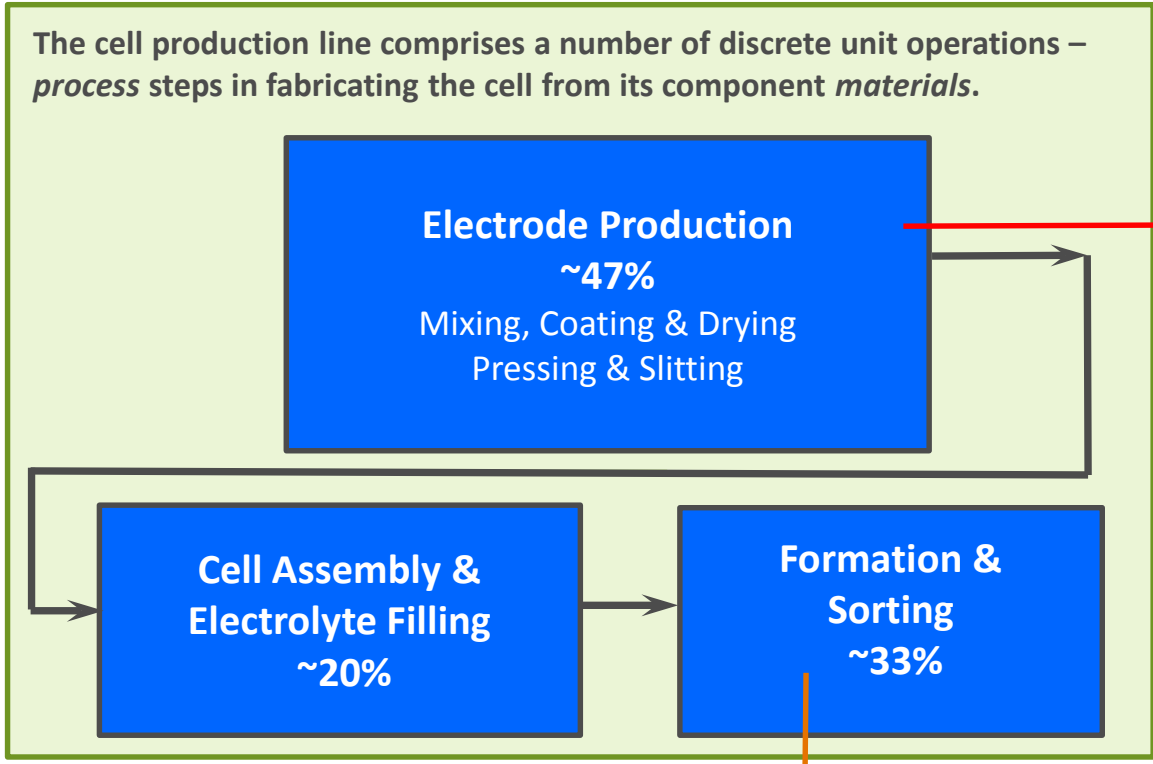 The cell production line comprises a number of discrete unit operations –
process steps in fabricating the cell from its component materials.
Electrode Production
~47%
Mixing, Coating & Drying
Pressing & Slitting
Cell Assembly &
Electrolyte Filling
~20%
Formation &
Sorting
~33%